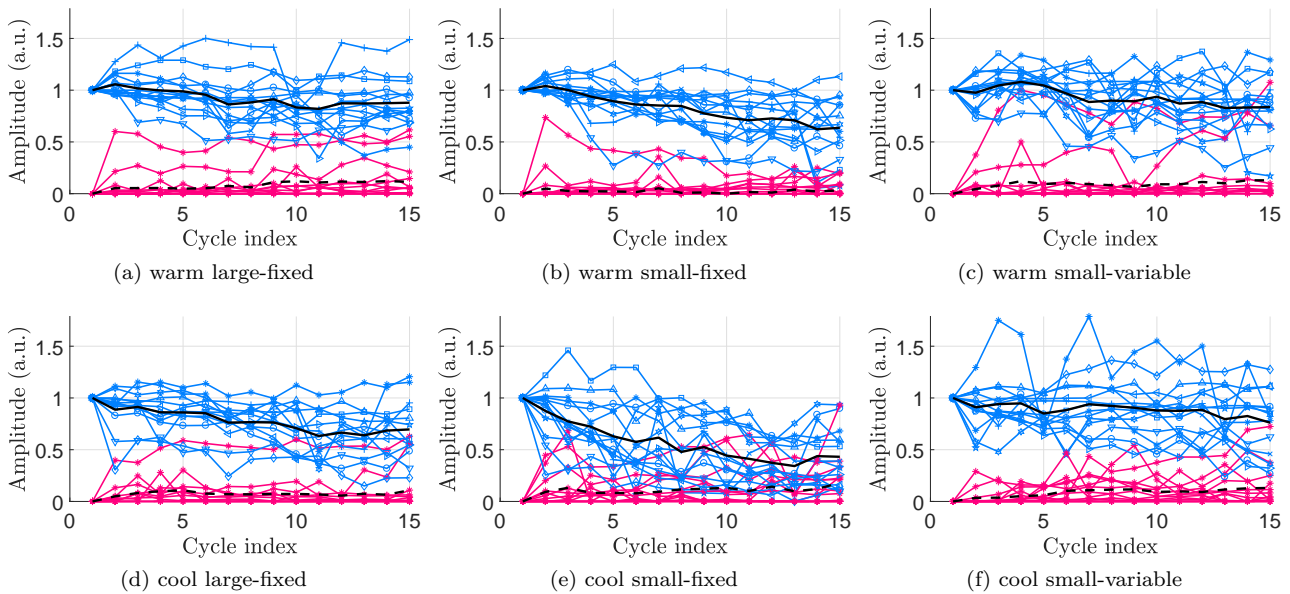 Amplitude (a.u.)
1.5
1
0.5
0
0 5 10 15
Cycle index
(a) warm large-fixed
Amplitude (a.u.)
1.5
1
0.5
0
0 5 10 15
Cycle index
(b) warm small-fixed
Amplitude (a.u.)
1.5
1
0.5
0
0 5 10 15
Cycle index
(c) warm small-variable
Amplitude (a.u.)
1.5
1
0.5
0
0 5 10 15
Cycle index
(d) cool large-fixed
Amplitude (a.u.)
1.5
1
0.5
0
0 5 10 15
Cycle index
(e) cool small-fixed
Amplitude (a.u.)
1.5
1
0.5
0
0 5 10 15
Cycle index
(f) cool small-variable